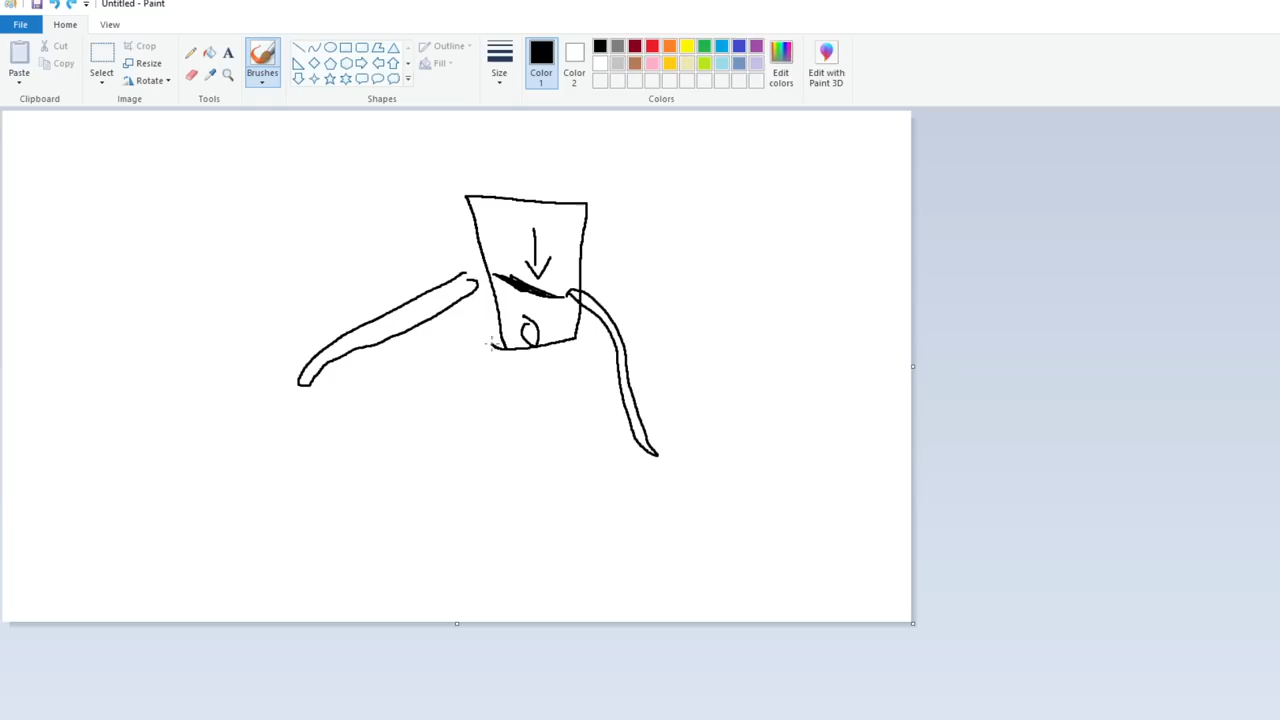 Untitled - Paint
File Home View
Paste Cut Copy Clipboard
Select Crop Resize Rotate Image
Tools
Brushes
Shapes Outline Fill
Size
Color 1
Color 2
Colors
Edit colors
Edit with Paint 3D